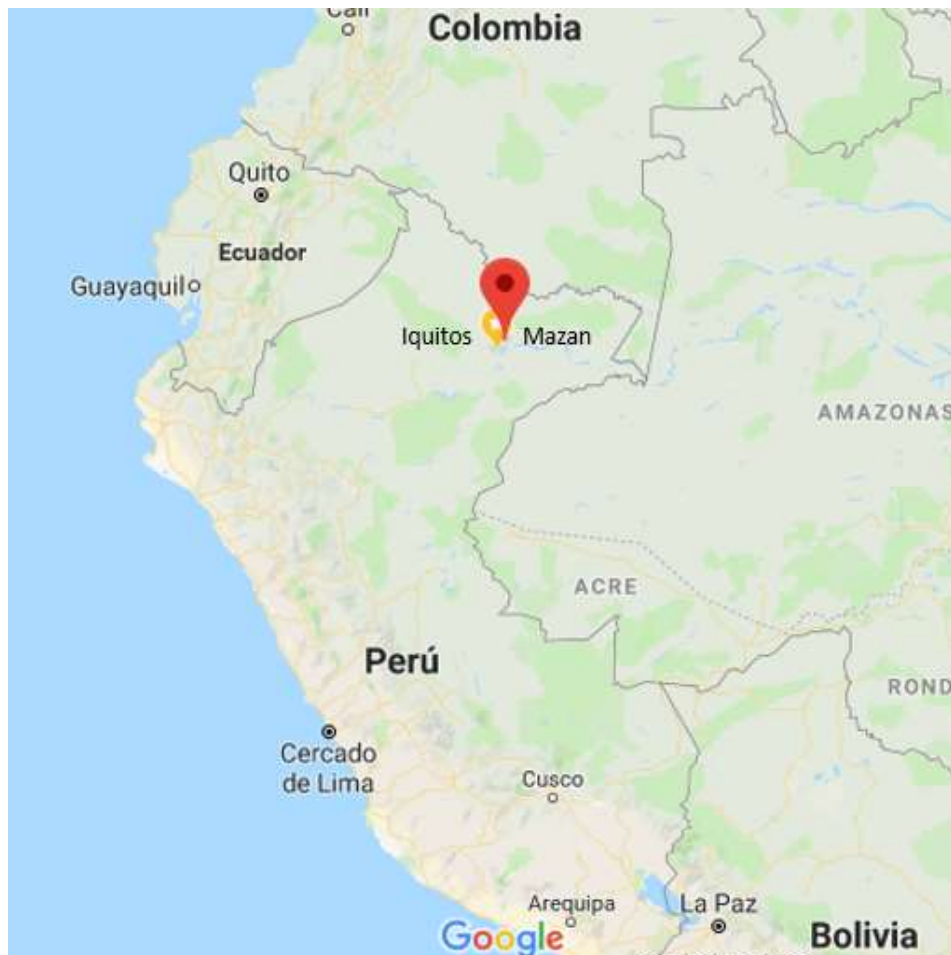 Cali
Colombia
Quito
Ecuador
Guayaquil
Iquitos
Mazan
AMAZONAS
ACRE
Perú
ROND
Cercado
de Lima
Cusco
Arequipa
La Paz
Google
Bolivia